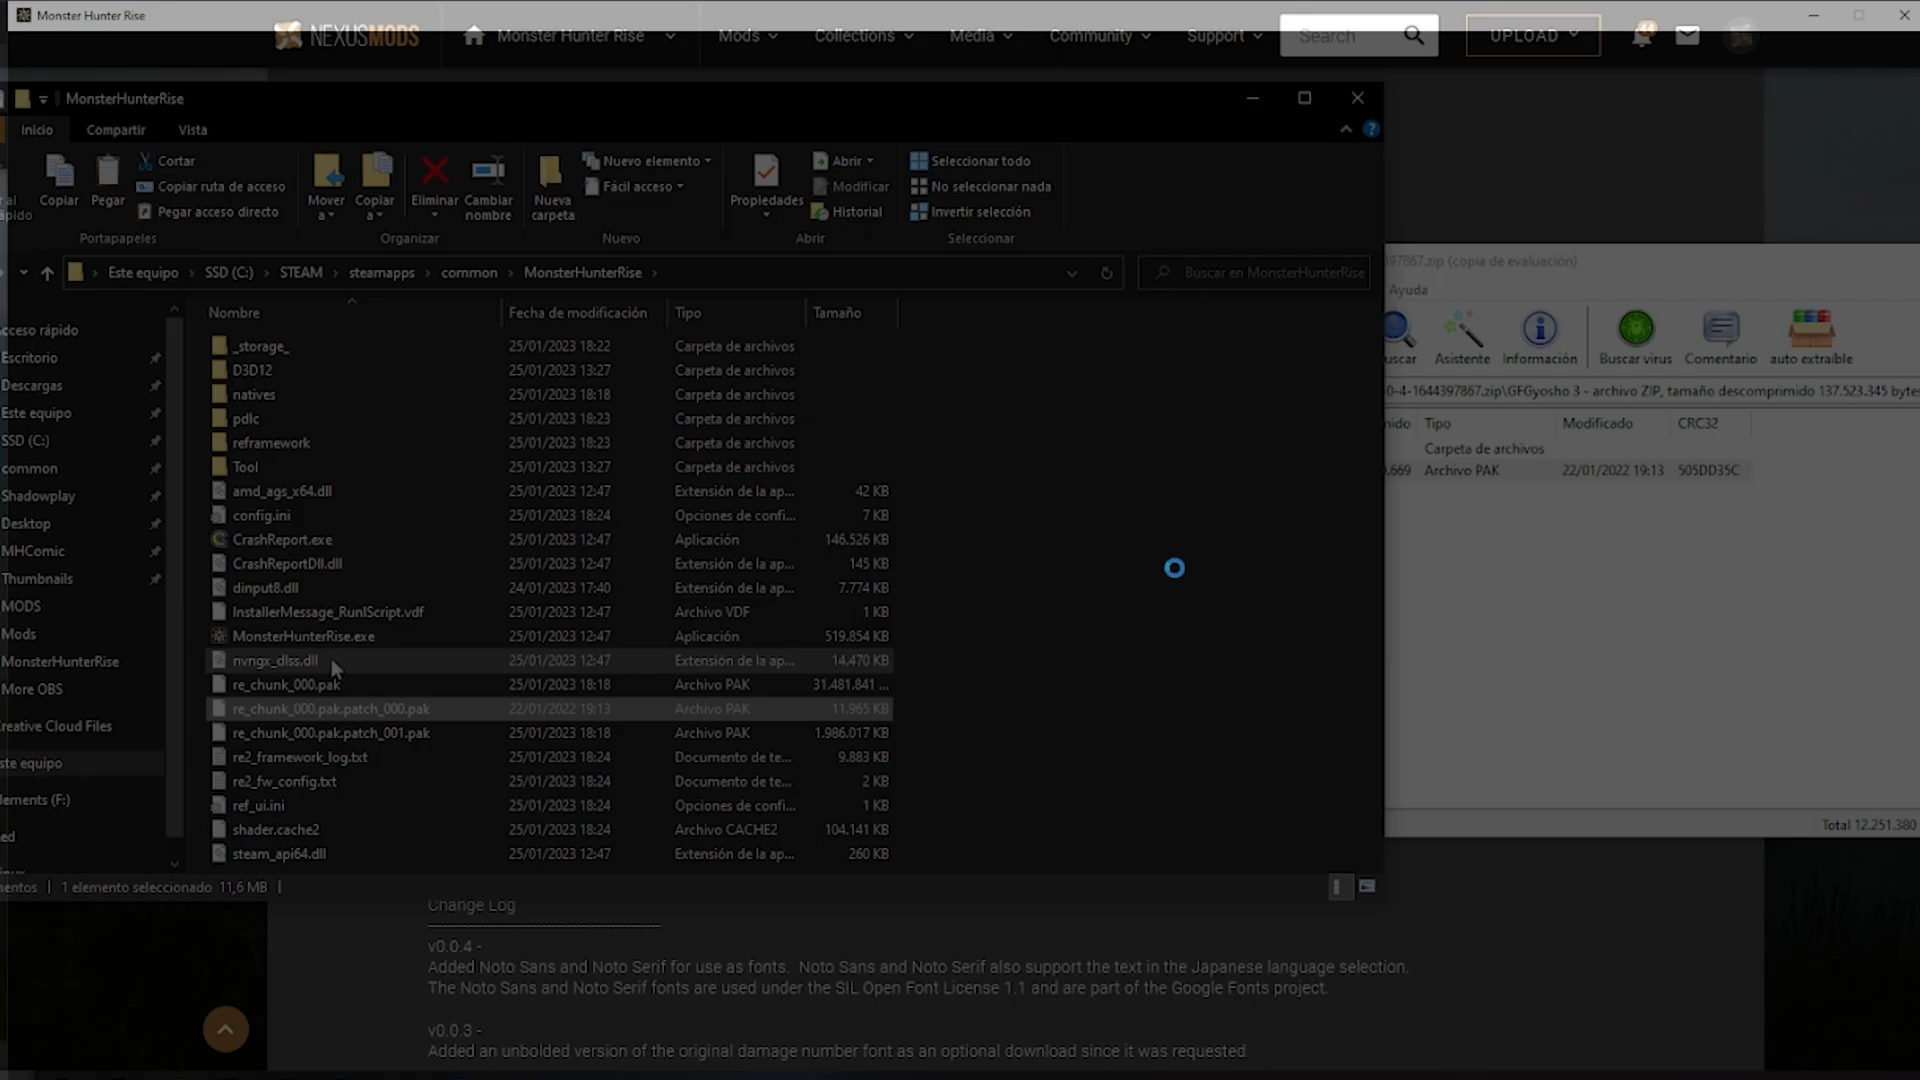 Monster Hunter Rise
NEXUSMODS
Monster Hunter Rise
Mods
Collections
Media
Community
Support
Search
UPLOAD
MonsterHunterRise
Inicio
Compartir
Vista
Copiar
Pegar
Cortar
Copiar ruta de acceso
Pegar acceso directo
Portapapeles
Mover a
Copiar a
Eliminar
Cambiar nombre
Organizar
Nueva carpeta
Nuevo elemento
Fácil acceso
Nuevo
Propiedades
Abrir
Modificar
Historial
Abrir
Seleccionar todo
No seleccionar nada
Invertir selección
Seleccionar
Este equipo > SSD (C:) > STEAM > steamapps > common > MonsterHunterRise >
Buscar en MonsterHunterRise
Nombre Fecha de modificación Tipo Tamaño
_storage_ 25/01/2023 18:22 Carpeta de archivos
D3D12 25/01/2023 13:27 Carpeta de archivos
natives 25/01/2023 18:18 Carpeta de archivos
pdlc 25/01/2023 18:23 Carpeta de archivos
reframework 25/01/2023 18:23 Carpeta de archivos
Tool 25/01/2023 13:27 Carpeta de archivos
amd_ags_x64.dll 25/01/2023 12:47 Extensión de la ap... 42 KB
config.ini 25/01/2023 18:24 Opciones de confi... 7 KB
CrashReport.exe 25/01/2023 12:47 Aplicación 146.526 KB
CrashReportDll.dll 25/01/2023 12:47 Extensión de la ap... 145 KB
dinput8.dll 24/01/2023 17:40 Extensión de la ap... 7.774 KB
InstallerMessage_RunIScript.vdf 25/01/2023 12:47 Archivo VDF 1 KB
MonsterHunterRise.exe 25/01/2023 12:47 Aplicación 519.854 KB
nvngx_dlss.dll 25/01/2023 12:47 Extensión de la ap... 14.470 KB
re_chunk_000.pak 25/01/2023 18:18 Archivo PAK 31.481.841 ...
re_chunk_000.pak.patch_000.pak 22/01/2022 19:13 Archivo PAK 11.965 KB
re_chunk_000.pak.patch_001.pak 25/01/2023 18:18 Archivo PAK 1.986.017 KB
re2_framework_log.txt 25/01/2023 18:24 Documento de te... 9.883 KB
re2_fw_config.txt 25/01/2023 18:24 Documento de te... 2 KB
ref_ui.ini 25/01/2023 18:24 Opciones de confi... 1 KB
shader.cache2 25/01/2023 18:24 Archivo CACHE2 104.141 KB
steam_api64.dll 25/01/2023 12:47 Extensión de la ap... 260 KB
cceso rápido
Escritorio
Descargas
Este equipo
SSD (C:)
common
Shadowplay
Desktop
MHComic
Thumbnails
MODS
Mods
MonsterHunterRise
More OBS
reative Cloud Files
ste equipo
lements (F:)
ed
mentos | 1 elemento seleccionado 11,6 MB |
397867.zip (copia de evaluación)
Ayuda
uscar
Asistente
Información
Buscar virus
Comentario
auto extraíble
0-4-1644397867.zip\GFGyosho 3 - archivo ZIP, tamaño descomprimido 137.523.345 bytes
nido Tipo Modificado CRC32
Carpeta de archivos
.669 Archivo PAK 22/01/2022 19:13 505DD35C
Total 12.251.380
Change Log
v0.0.4 -
Added Noto Sans and Noto Serif for use as fonts. Noto Sans and Noto Serif also support the text in the Japanese language selection.
The Noto Sans and Noto Serif fonts are used under the SIL Open Font License 1.1 and are part of the Google Fonts project.
v0.0.3 -
Added an unbolded version of the original damage number font as an optional download since it was requested.